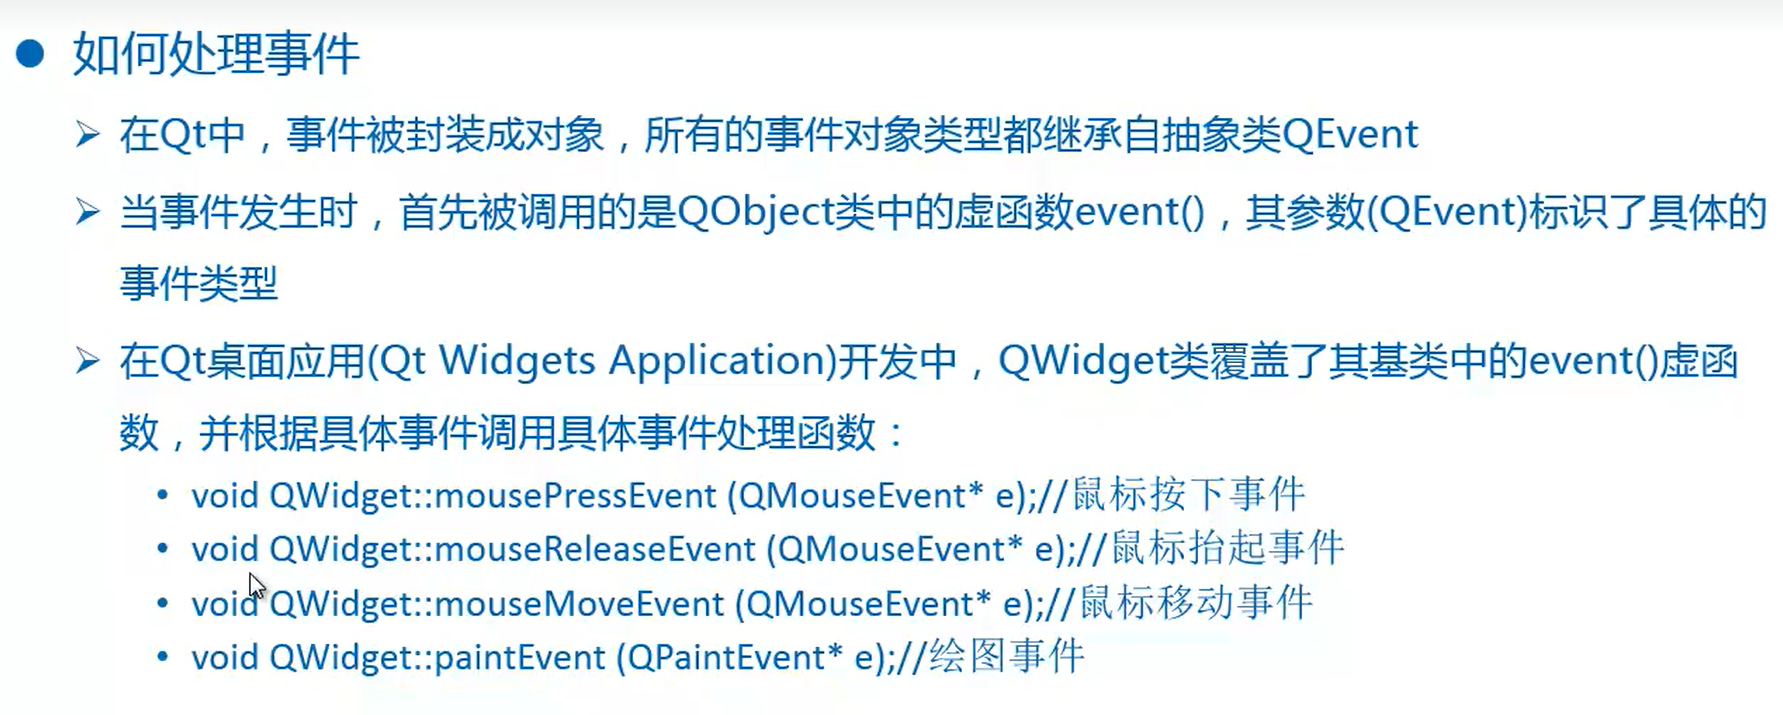 如何处理事件
在Qt中，事件被封装成对象，所有的事件对象类型都继承自抽象类QEvent
当事件发生时，首先被调用的是QObject类中的虚函数event()，其参数(QEvent)标识了具体的
事件类型
在Qt桌面应用(Qt Widgets Application)开发中，QWidget类覆盖了其基类中的event()虚函
数，并根据具体事件调用具体事件处理函数：
void QWidget::mousePressEvent (QMouseEvent* e);//鼠标按下事件
void QWidget::mouseReleaseEvent (QMouseEvent* e);//鼠标抬起事件
void QWidget::mouseMoveEvent (QMouseEvent* e);//鼠标移动事件
void QWidget::paintEvent (QPaintEvent* e);//绘图事件